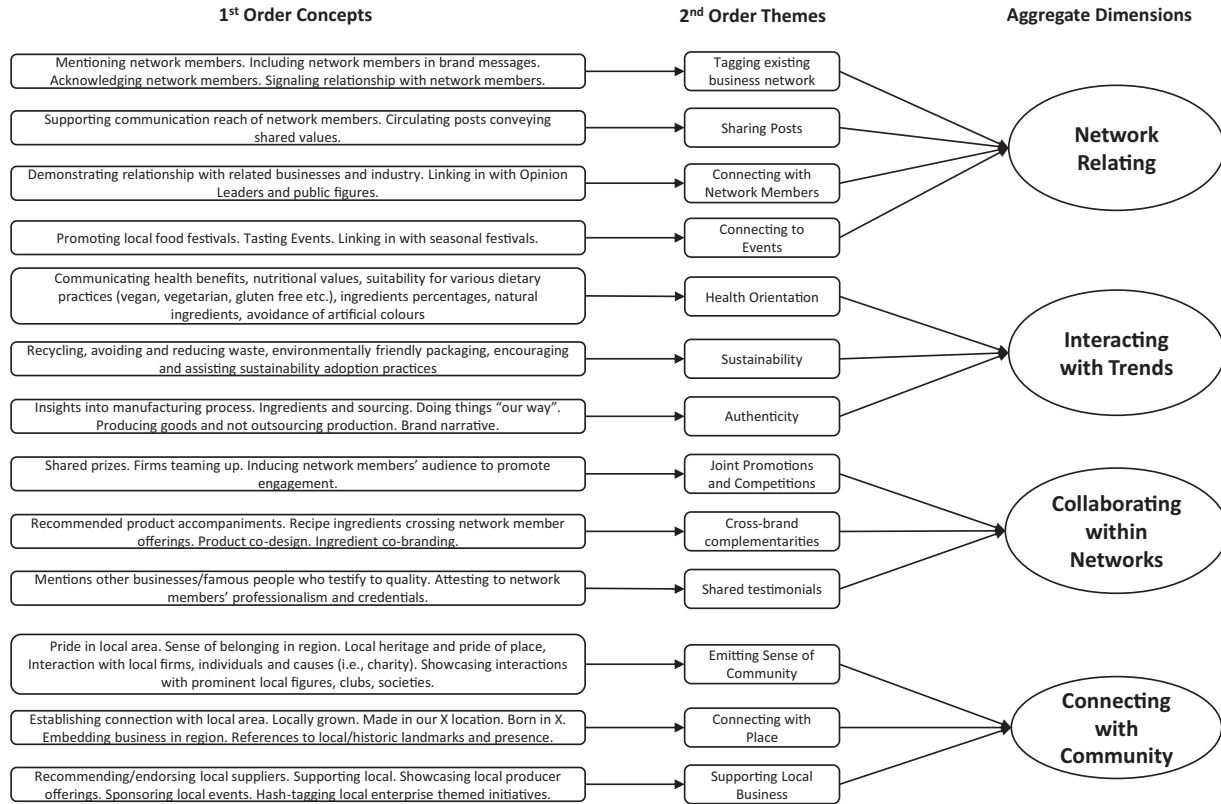 1st Order Concepts
2nd Order Themes
Aggregate Dimensions
Mentioning network members. Including network members in brand messages.
Acknowledging network members. Signaling relationship with network members.
Tagging existing
business network
Supporting communication reach of network members. Circulating posts conveying
shared values.
Sharing Posts
Demonstrating relationship with related businesses and industry. Linking in with Opinion
Leaders and public figures.
Connecting with
Network Members
Promoting local food festivals. Tasting Events. Linking in with seasonal festivals.
Connecting to
Events
Network
Relating
Communicating health benefits, nutritional values, suitability for various dietary
practices (vegan, vegetarian, gluten free etc.), ingredients percentages, natural
ingredients, avoidance of artificial colours
Health Orientation
Recycling, avoiding and reducing waste, environmentally friendly packaging, encouraging
and assisting sustainability adoption practices
Sustainability
Insights into manufacturing process. Ingredients and sourcing. Doing things “our way”.
Producing goods and not outsourcing production. Brand narrative.
Authenticity
Interacting
with Trends
Shared prizes. Firms teaming up. Inducing network members’ audience to promote
engagement.
Joint Promotions
and Competitions
Recommended product accompaniments. Recipe ingredients crossing network member
offerings. Product co-design. Ingredient co-branding.
Cross-brand
complementarities
Mentions other businesses/famous people who testify to quality. Attesting to network
members’ professionalism and credentials.
Shared testimonials
Collaborating
within
Networks
Pride in local area. Sense of belonging in region. Local heritage and pride of place,
Interaction with local firms, individuals and causes (i.e., charity). Showcasing interactions
with prominent local figures, clubs, societies.
Emitting Sense of
Community
Establishing connection with local area. Locally grown. Made in our X location. Born in X.
Embedding business in region. References to local/historic landmarks and presence.
Connecting with
Place
Recommending/endorsing local suppliers. Supporting local. Showcasing local producer
offerings. Sponsoring local events. Hash-tagging local enterprise themed initiatives.
Supporting Local
Business
Connecting
with
Community